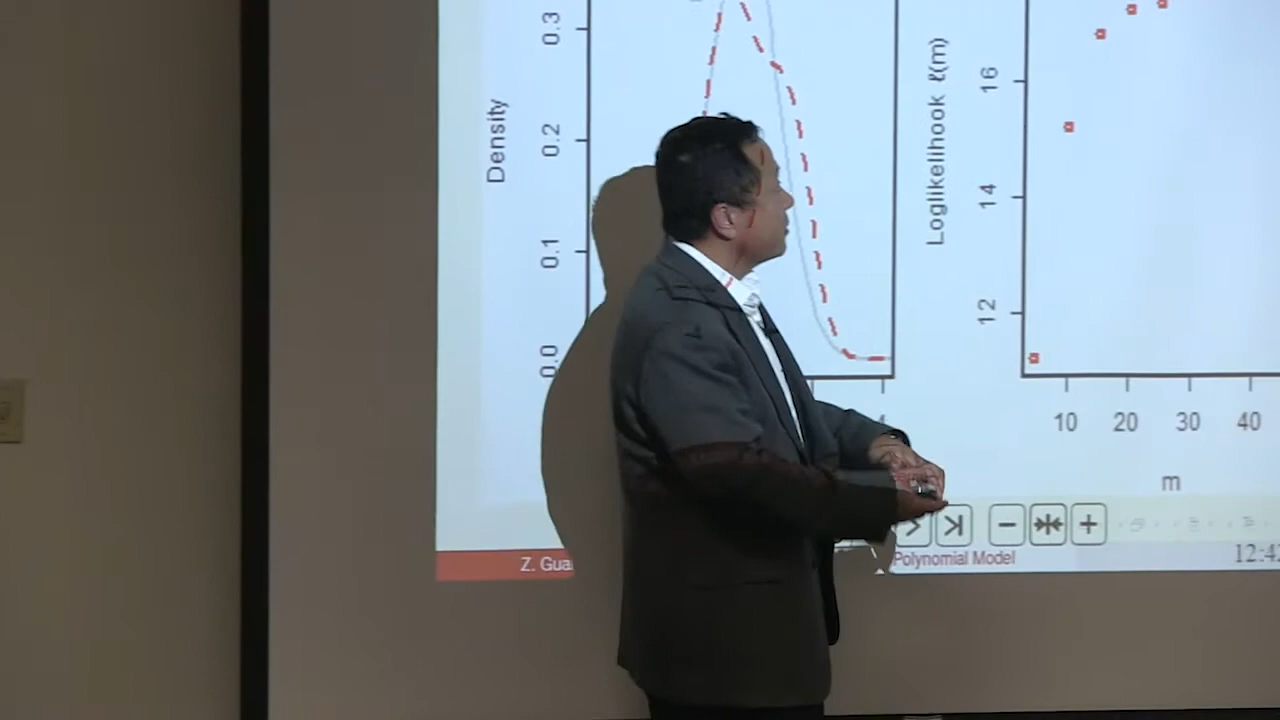 Density
0.3
0.2
0.1
0.0
4
Loglikelihook ℓ(m)
16
14
12
10 20 30 40
m
Z. Gua
Polynomial Model
12:42